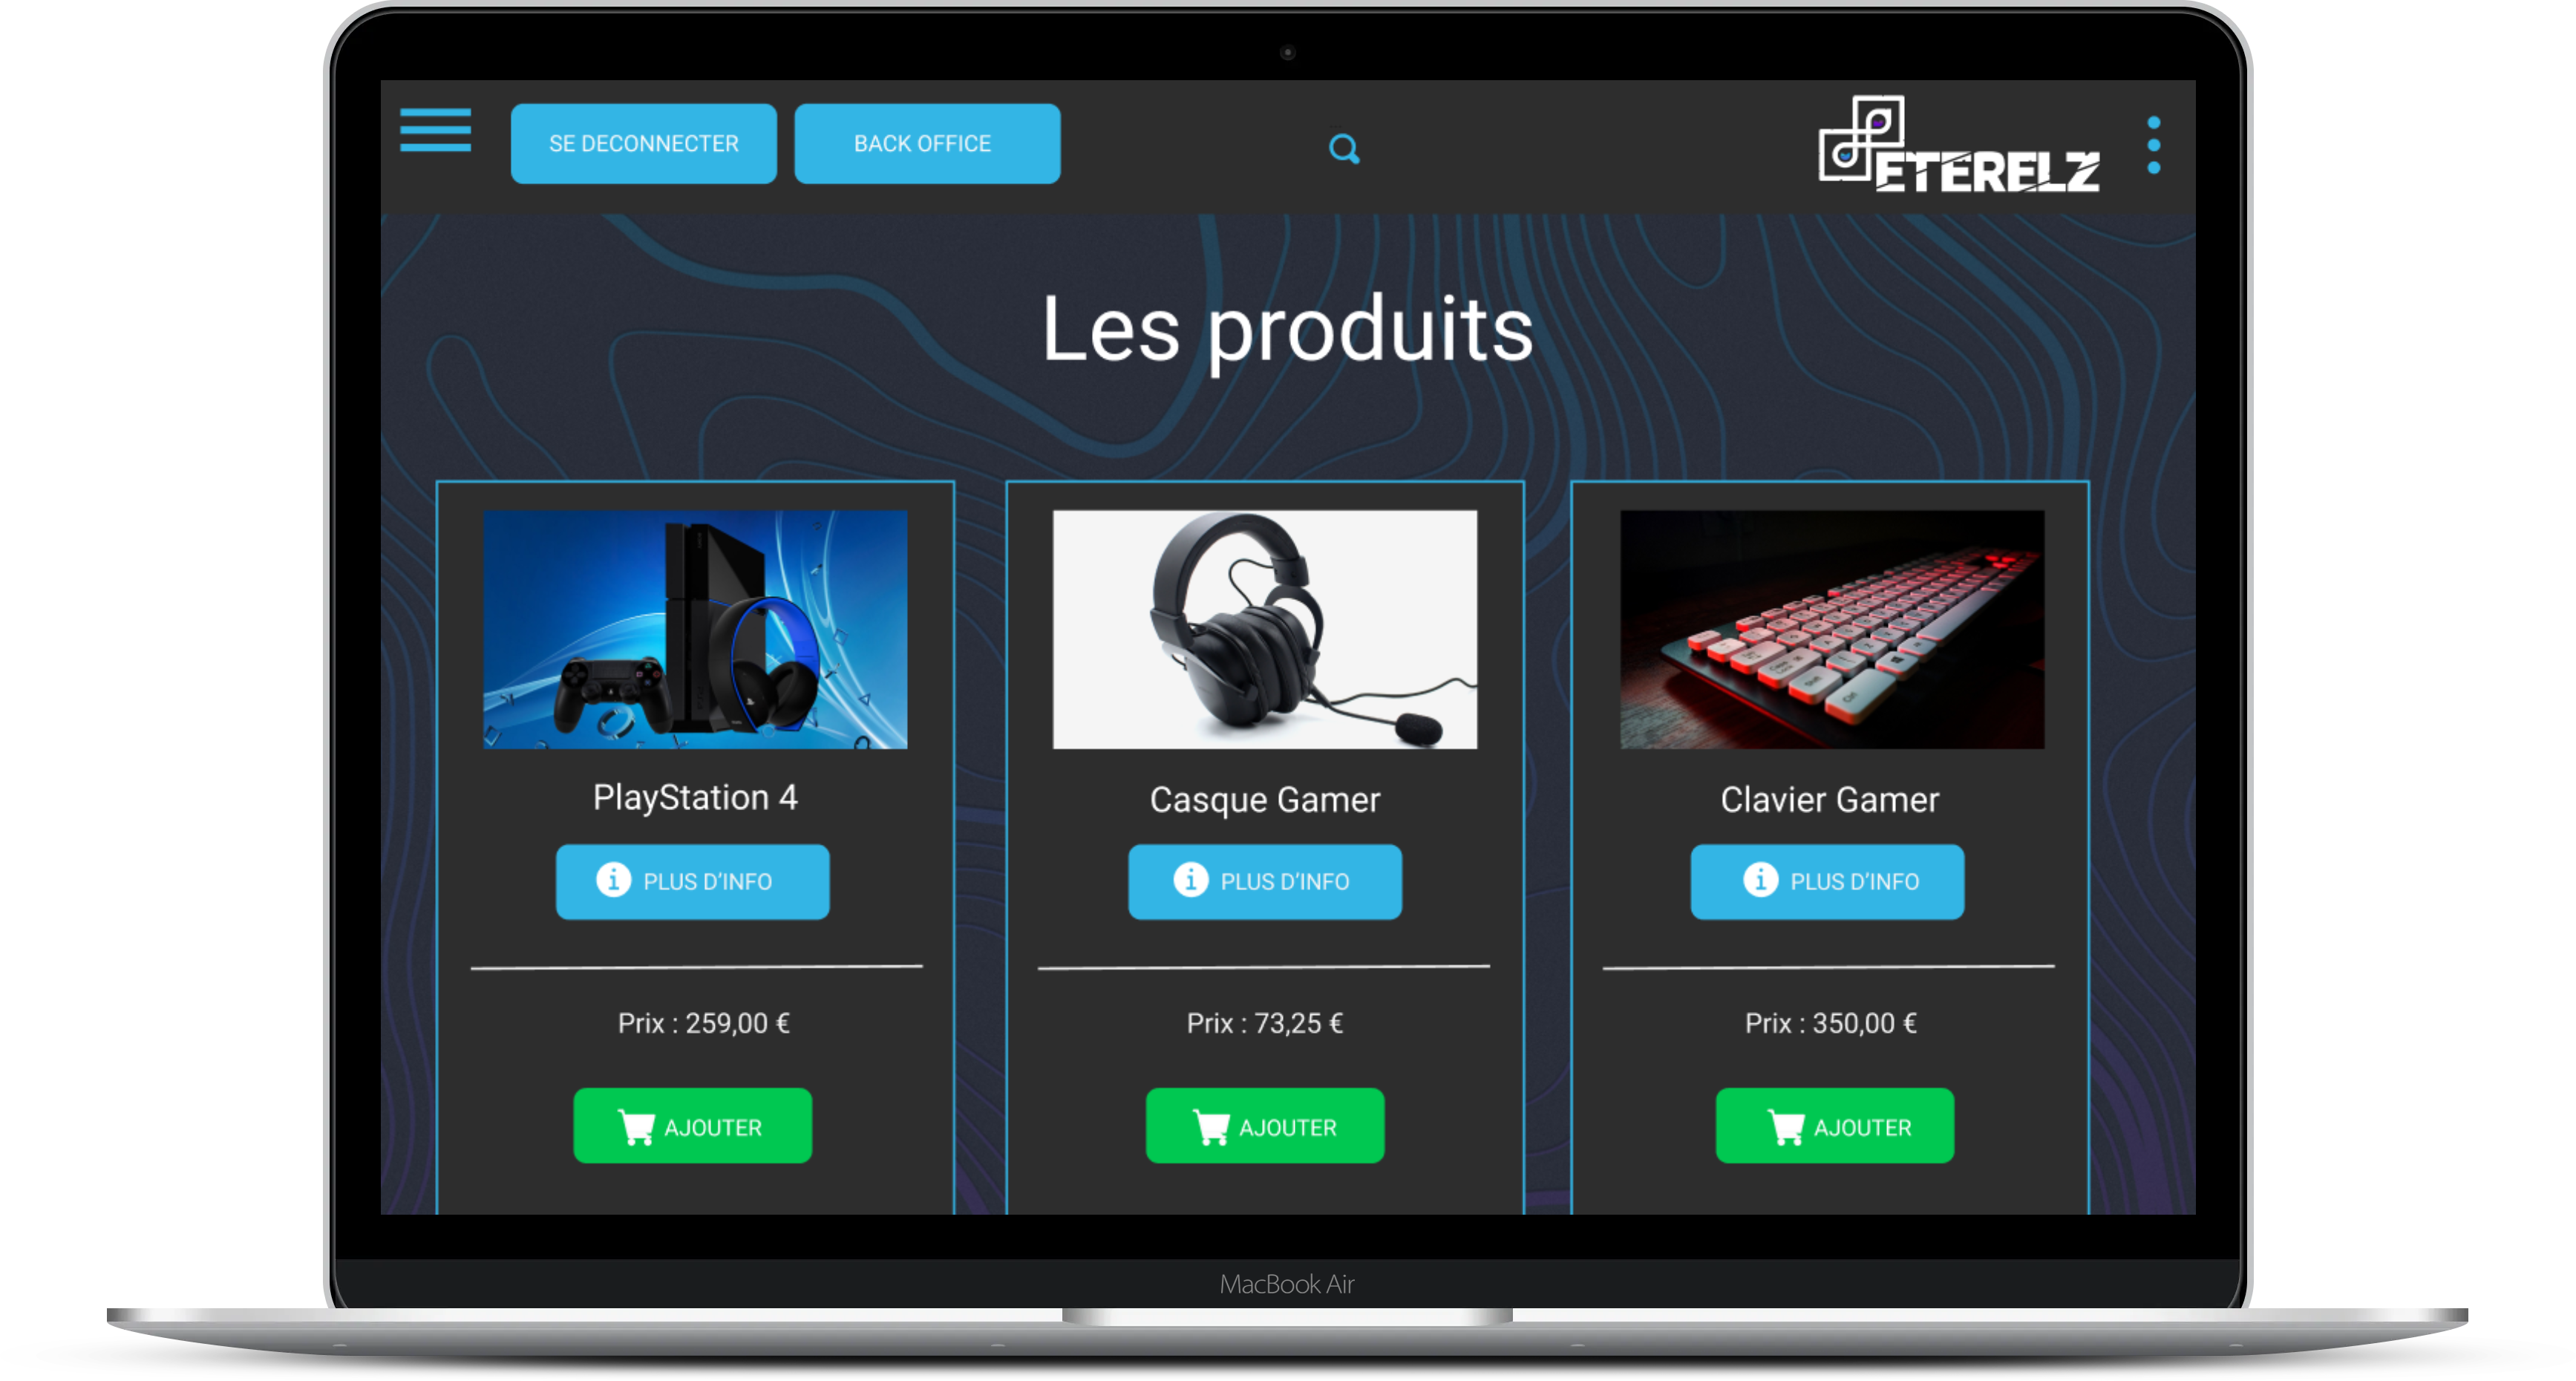 SE DECONNECTER
BACK OFFICE
ETERELZ
Les produits
PlayStation 4
Casque Gamer
Clavier Gamer
PLUS D’INFO
PLUS D’INFO
PLUS D’INFO
Prix : 259,00 €
Prix : 73,25 €
Prix : 350,00 €
AJOUTER
AJOUTER
AJOUTER
MacBook Air